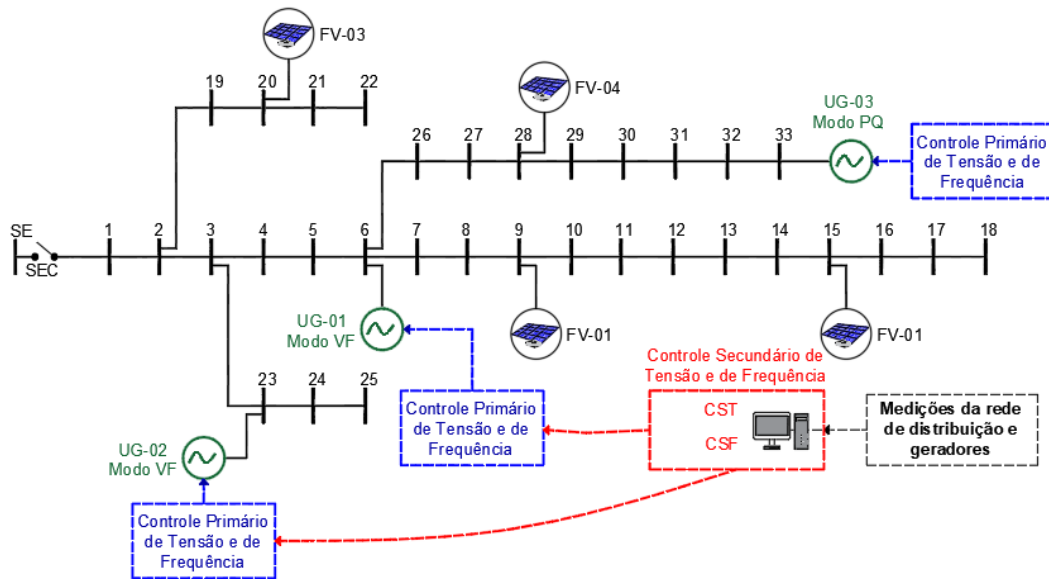 FV-03
19
20
21
22
FV-04
UG-03
Modo PQ
26
27
28
29
30
31
32
33
Controle Primário
de Tensão e de
Frequência
SE
SEC
1
2
3
4
5
6
7
8
9
10
11
12
13
14
15
16
17
18
UG-01
Modo VF
FV-01
FV-01
Controle Secundário de
Tensão e de Frequência
CST
CSF
Medições da rede
de distribuição e
geradores
23
24
25
Controle Primário
de Tensão e de
Frequência
UG-02
Modo VF
Controle Primário
de Tensão e de
Frequência